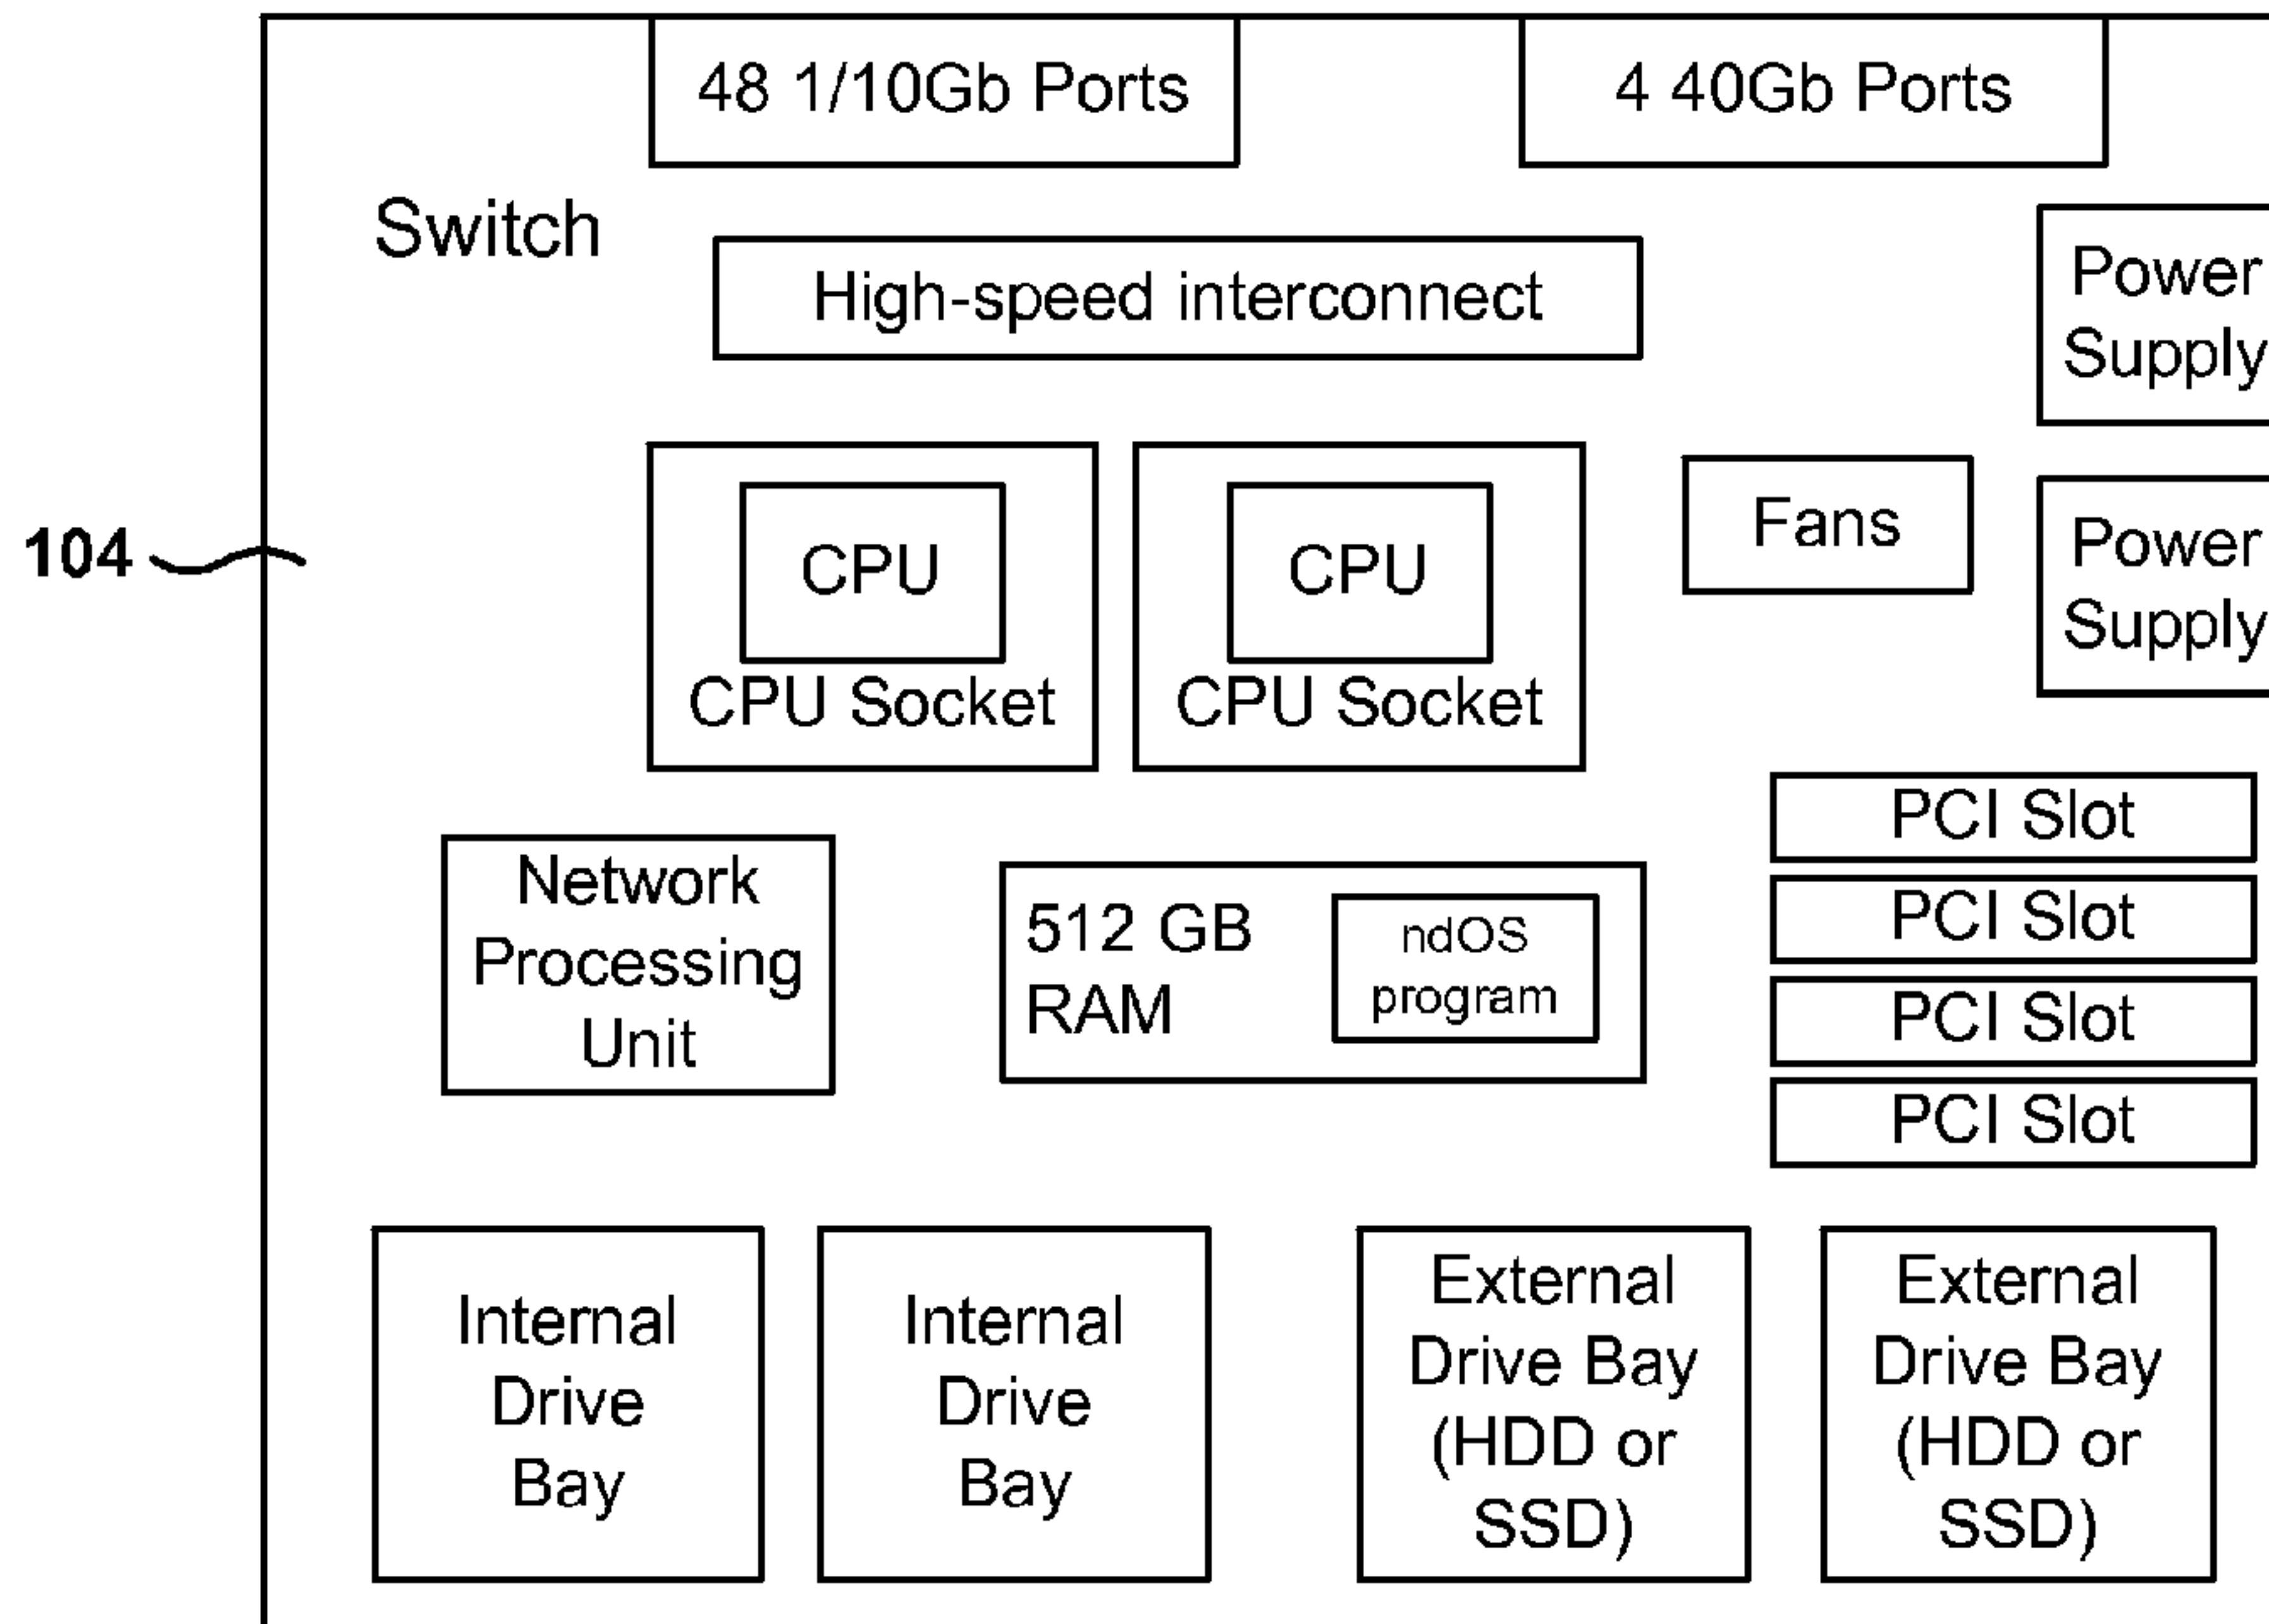 48 1/10Gb Ports
4 40Gb Ports
Switch
High-speed interconnect
Power
Supply
104
CPU
CPU Socket
CPU
CPU Socket
Fans
Power
Supply
Network
Processing
Unit
512 GB
RAM
ndOS
program
PCI Slot
PCI Slot
PCI Slot
PCI Slot
Internal
Drive
Bay
Internal
Drive
Bay
External
Drive Bay
(HDD or
SSD)
External
Drive Bay
(HDD or
SSD)